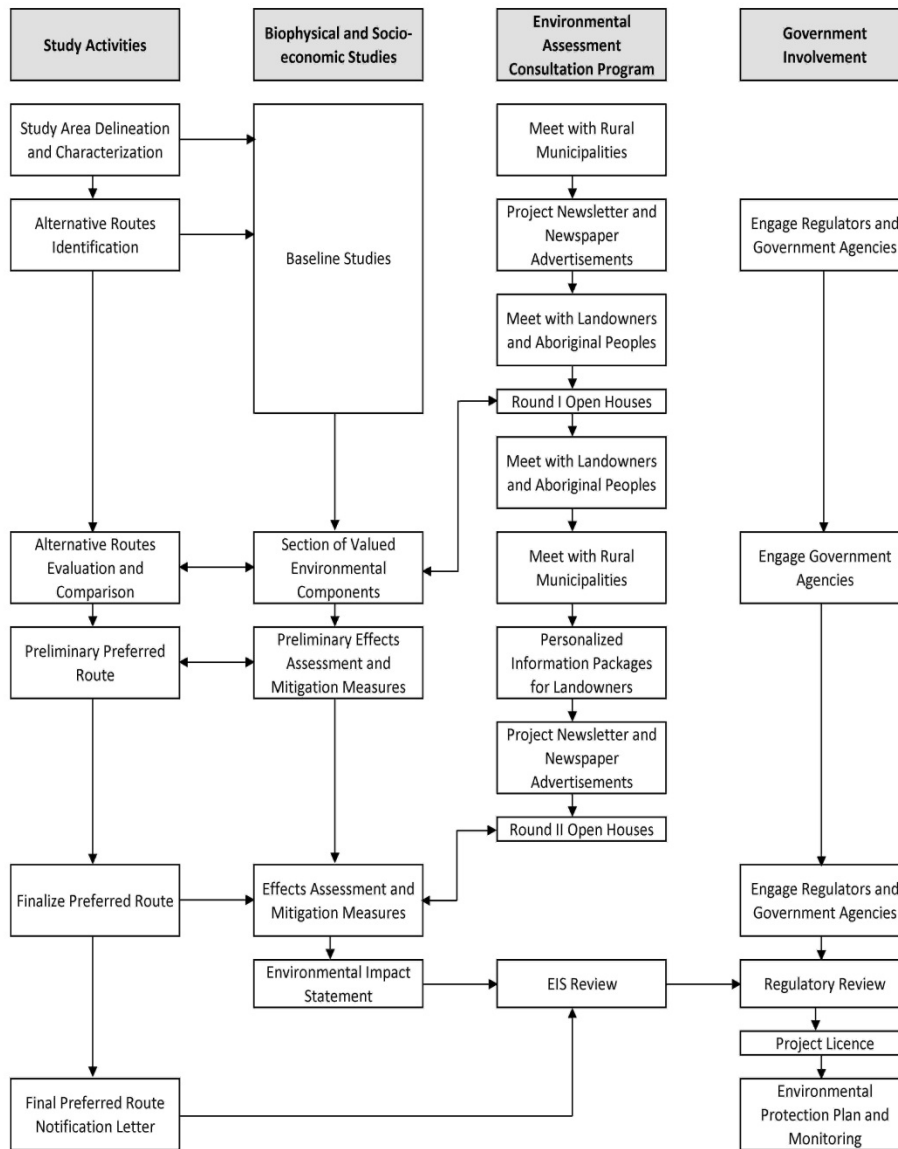 Study Activities
Biophysical and Socio-
economic Studies
Environmental
Assessment
Consultation Program
Government
Involvement
Study Area Delineation
and Characterization
Alternative Routes
Identification
Alternative Routes
Evaluation and
Comparison
Preliminary Preferred
Route
Finalize Preferred Route
Final Preferred Route
Notification Letter
Baseline Studies
Section of Valued
Environmental
Components
Preliminary Effects
Assessment and
Mitigation Measures
Effects Assessment and
Mitigation Measures
Environmental Impact
Statement
Meet with Rural
Municipalities
Project Newsletter and
Newspaper
Advertisements
Meet with Landowners
and Aboriginal Peoples
Round I Open Houses
Meet with Landowners
and Aboriginal Peoples
Meet with Rural
Municipalities
Personalized
Information Packages
for Landowners
Project Newsletter and
Newspaper
Advertisements
Round II Open Houses
EIS Review
Engage Regulators and
Government Agencies
Engage Government
Agencies
Engage Regulators and
Government Agencies
Regulatory Review
Project Licence
Environmental
Protection Plan and
Monitoring